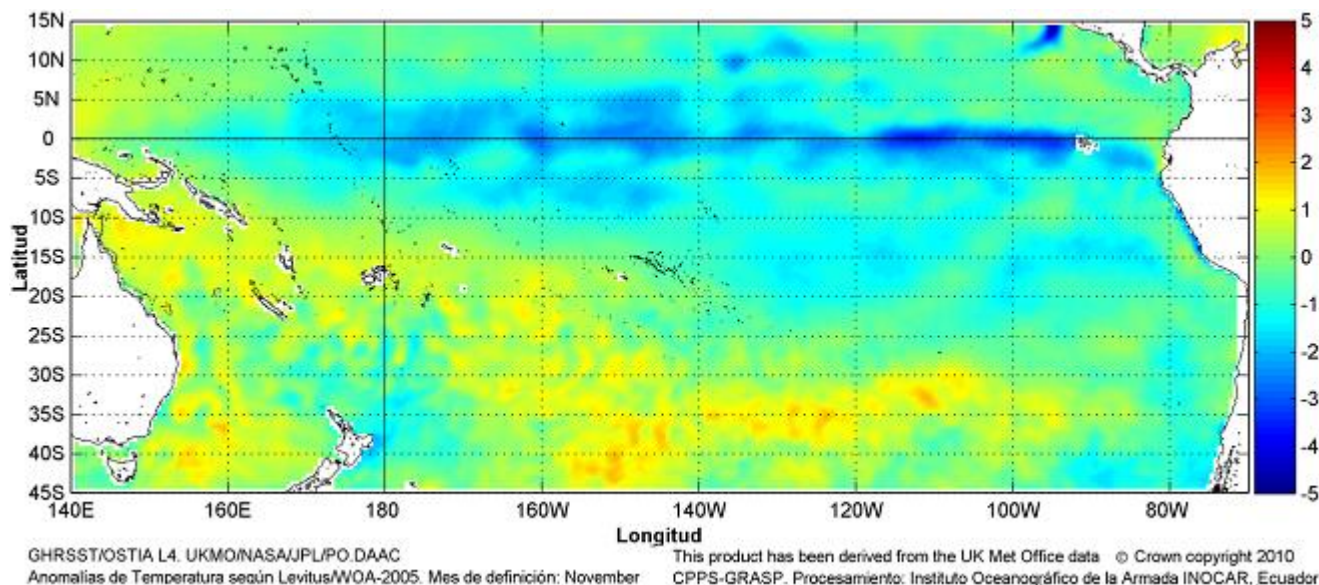 15N
10N
5N
0
5S
10S
15S
20S
25S
30S
35S
40S
45S
Latitud
140E 160E 180 160W 140W 120W 100W 80W
Longitud
5
4
3
2
1
0
-1
-2
-3
-4
-5
GHRSST/OSTIA L4. UKMO/NASA/JPL/PO.DAAC
This product has been derived from the UK Met Office data © Crown copyright 2010
Anomalías de Temperatura según Levitus/WOA-2005. Mes de definición: November
CPPS-GRASP. Procesamiento: Instituto Oceanográfico de la Armada INOCAR, Ecuador